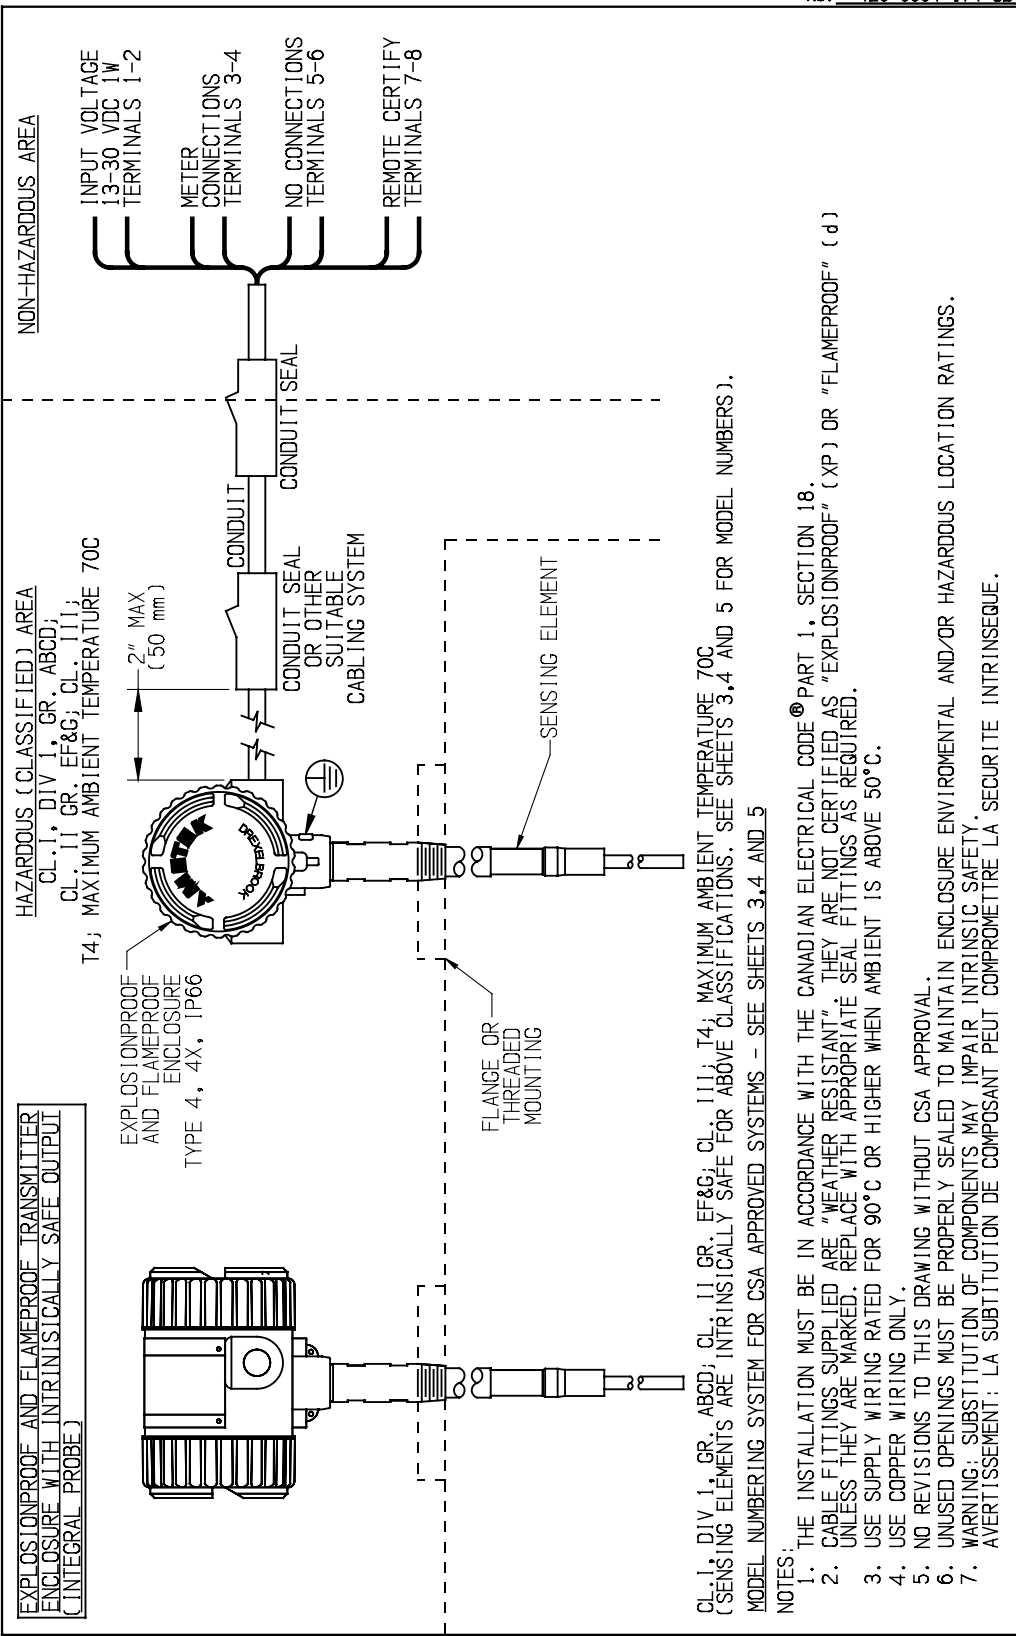 EXPLOSIONPROOF AND FLAMEPROOF TRANSMITTER
ENCLOSURE WITH INTRINISICALLY SAFE OUTPUT
(INTEGRAL PROBE)
HAZARDOUS (CLASSIFIED) AREA
CL.I, DIV 1, GR. ABCD;
CL. II GR. EF&G; CL. III;
T4; MAXIMUM AMBIENT TEMPERATURE 70C
NON-HAZARDOUS AREA
INPUT VOLTAGE
13-30 VDC 1W
TERMINALS 1-2
METER
CONNECTIONS
TERMINALS 3-4
NO CONNECTIONS
TERMINALS 5-6
REMOTE CERTIFY
TERMINALS 7-8
EXPLOSIONPROOF
AND FLAMEPROOF
ENCLOSURE
TYPE 4, 4X, IP66
2" MAX
(50 mm)
AMETEK
DREXELBROOK
CONDUIT
CONDUIT SEAL
CONDUIT SEAL
OR OTHER
SUITABLE
CABLING SYSTEM
FLANGE OR
THREADED
MOUNTING
SENSING ELEMENT
CL.I, DIV 1, GR. ABCD; CL. II GR. EF&G; CL. III; T4; MAXIMUM AMBIENT TEMPERATURE 70C
(SENSING ELEMENTS ARE INTRINSICALLY SAFE FOR ABOVE CLASSIFICATIONS. SEE SHEETS 3,4 AND 5 FOR MODEL NUMBERS).
MODEL NUMBERING SYSTEM FOR CSA APPROVED SYSTEMS - SEE SHEETS 3,4 AND 5
NOTES:
1. THE INSTALLATION MUST BE IN ACCORDANCE WITH THE CANADIAN ELECTRICAL CODE® PART 1, SECTION 18.
2. CABLE FITTTINGS SUPPLIED ARE "WEATHER RESISTANT". THEY ARE NOT CERTIFIED AS "EXPLOSIONPROOF" (XP) OR "FLAMEPROOF" (d)
UNLESS THEY ARE MARKED. REPLACE WITH APPROPRIATE SEAL FITTINGS AS REQUIRED.
3. USE SUPPLY WIRING RATED FOR 90°C OR HIGHER WHEN AMBIENT IS ABOVE 50°C.
4. USE COPPER WIRING ONLY.
5. NO REVISIONS TO THIS DRAWING WITHOUT CSA APPROVAL.
6. UNUSED OPENINGS MUST BE PROPERLY SEALED TO MAINTAIN ENCLOSURE ENVIROMENTAL AND/OR HAZARDOUS LOCATION RATINGS.
7. WARNING: SUBSTITUTION OF COMPONENTS MAY IMPAIR INTRINSIC SAFETY.
AVERTISSEMENT: LA SUBTITUTION DE COMPOSANT PEUT COMPROMETTRE LA SECURITE INTRINSEQUE.